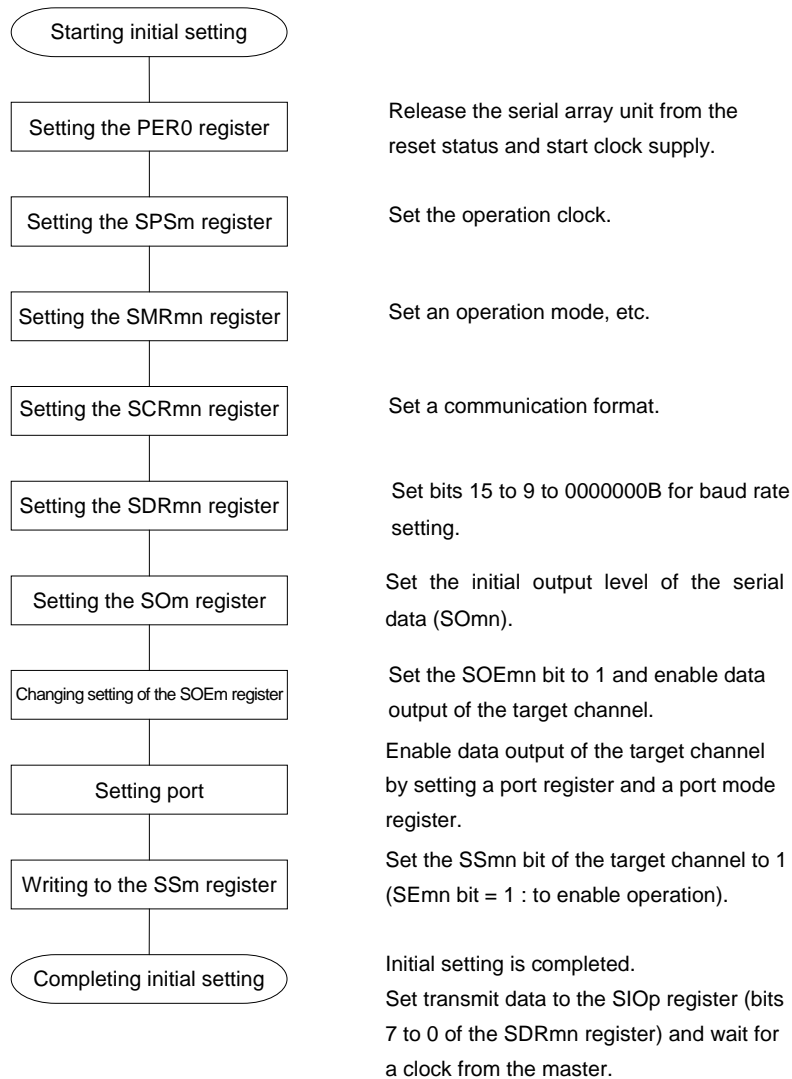 Starting initial setting
Setting the PER0 register
Release the serial array unit from the
reset status and start clock supply.
Setting the SPSm register
Set the operation clock.
Setting the SMRmn register
Set an operation mode, etc.
Setting the SCRmn register
Set a communication format.
Setting the SDRmn register
Set bits 15 to 9 to 0000000B for baud rate
setting.
Setting the SOm register
Set the initial output level of the serial
data (SOmn).
Changing setting of the SOEm register
Set the SOEmn bit to 1 and enable data
output of the target channel.
Setting port
Enable data output of the target channel
by setting a port register and a port mode
register.
Writing to the SSm register
Set the SSmn bit of the target channel to 1
(SEmn bit = 1 : to enable operation).
Completing initial setting
Initial setting is completed.
Set transmit data to the SIOp register (bits
7 to 0 of the SDRmn register) and wait for
a clock from the master.